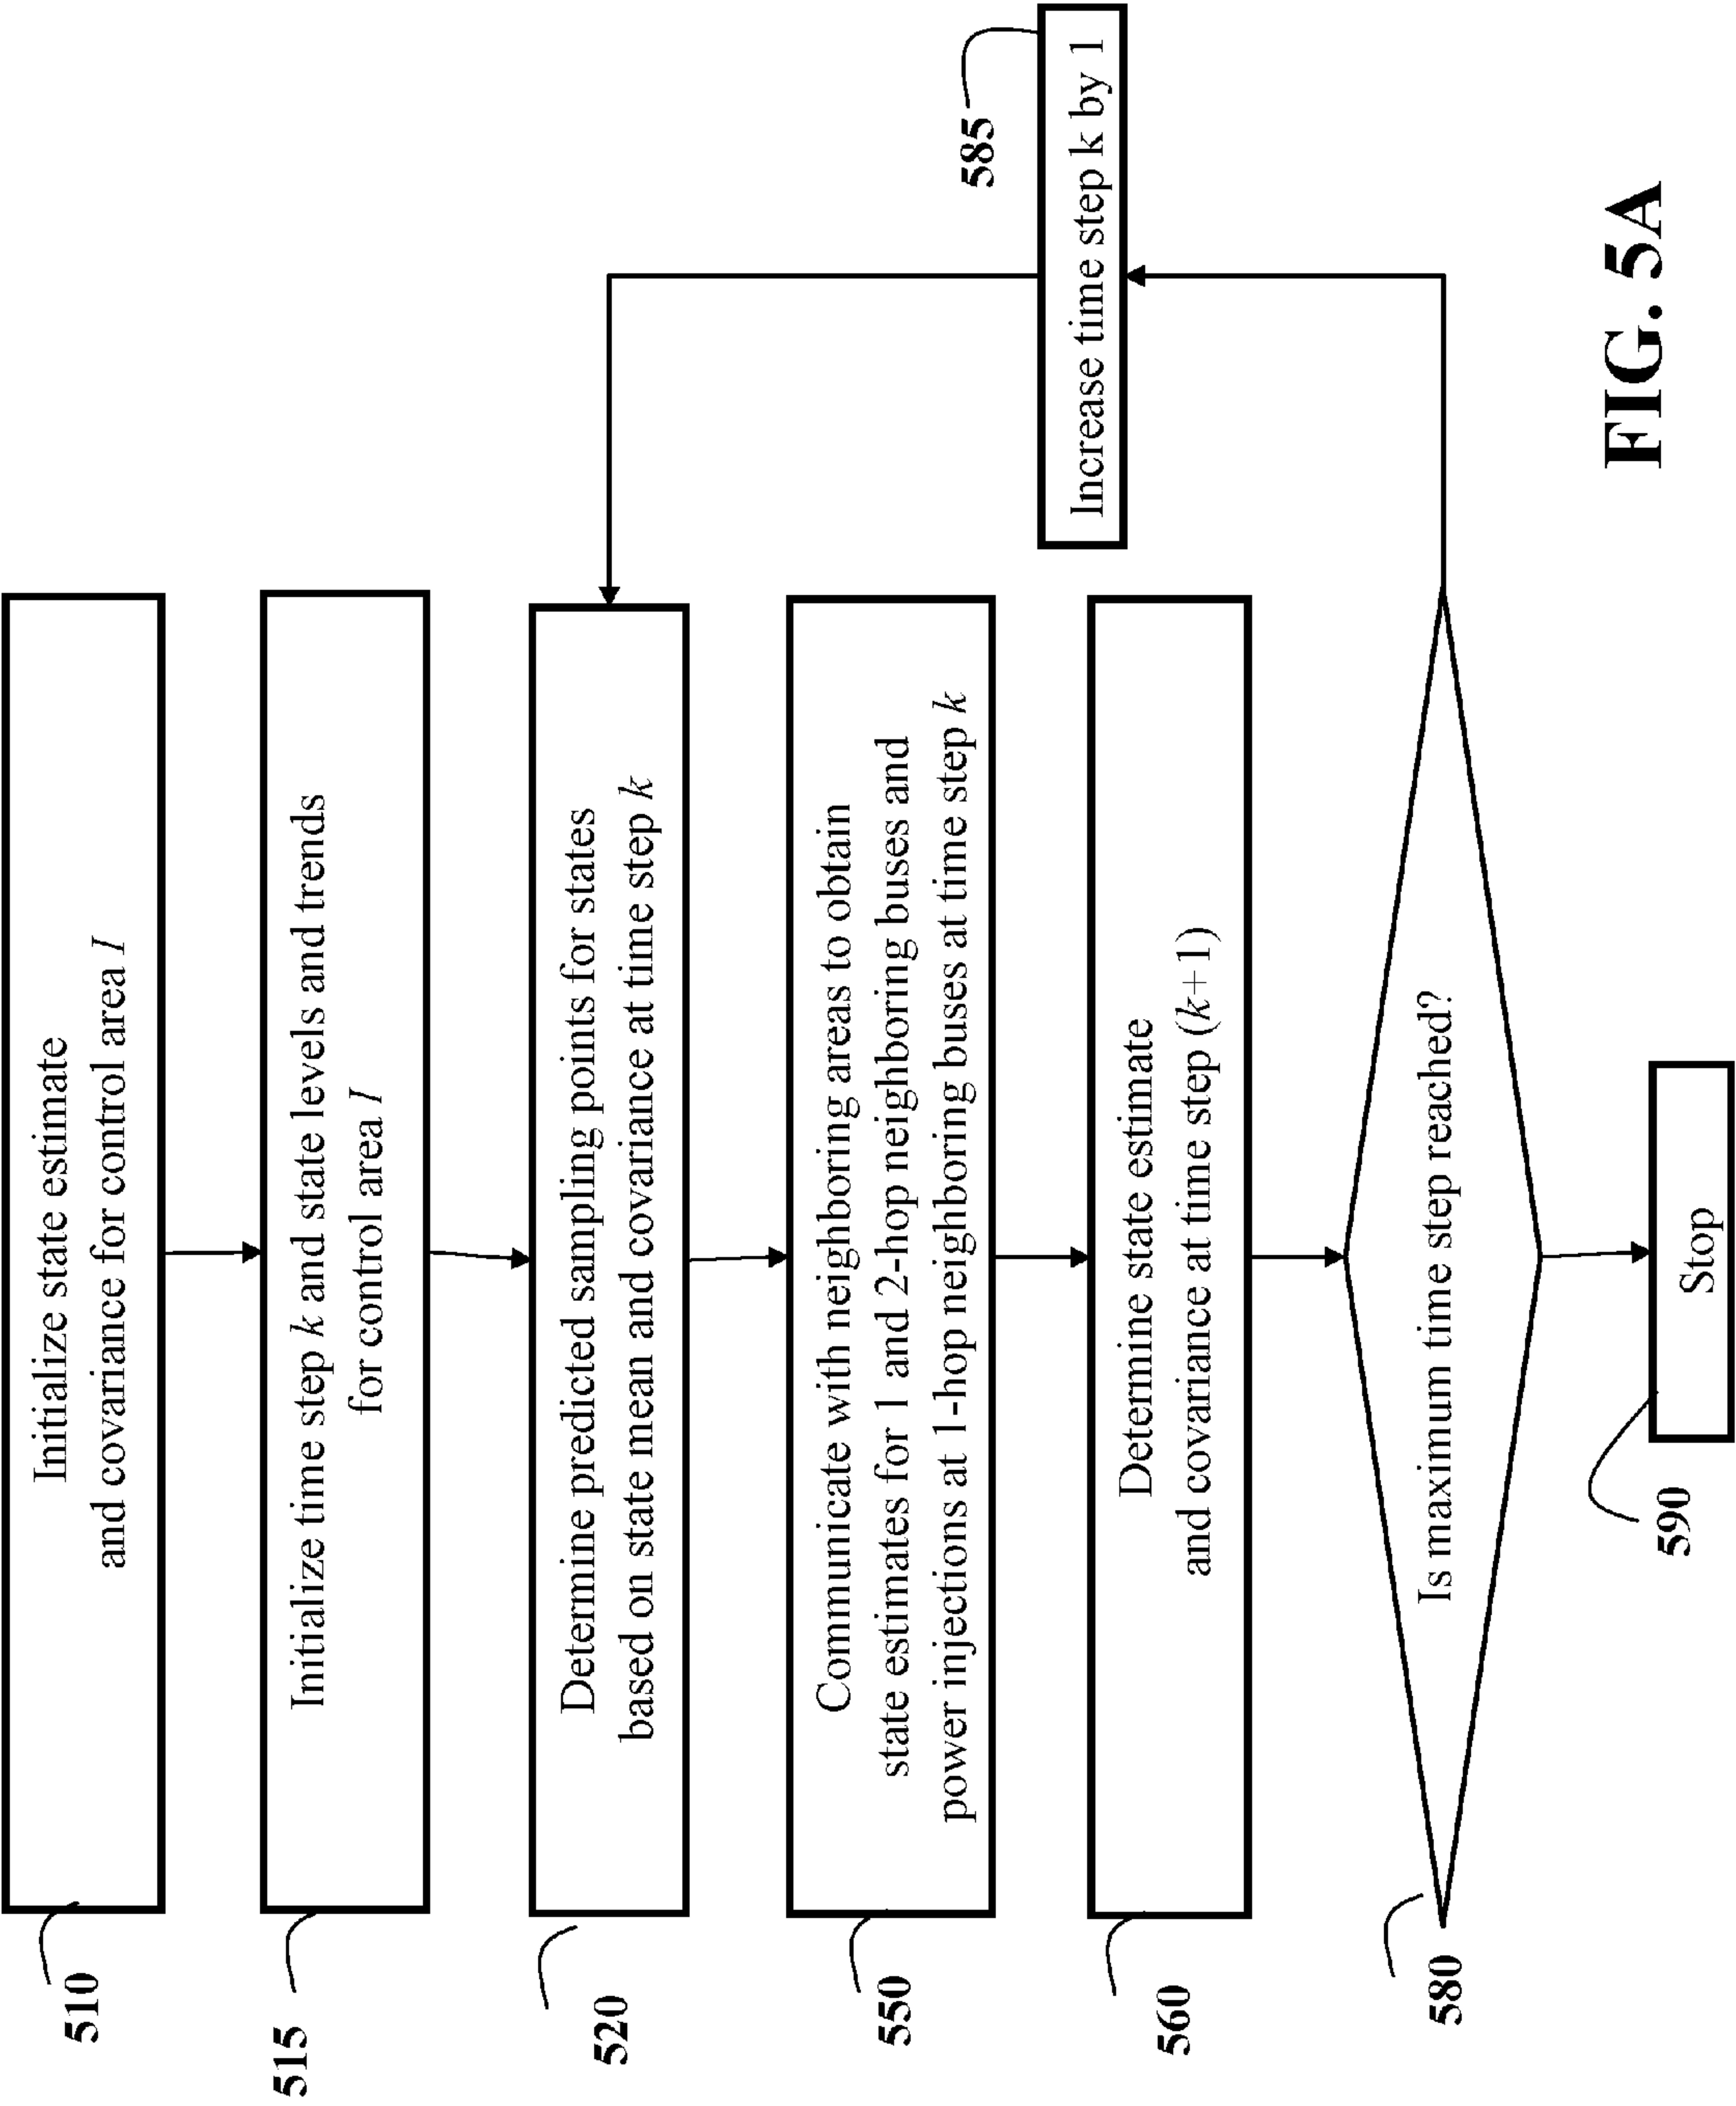 510
Initialize state estimate
and covariance for control area I
515
Initialize time step k and state levels and trends
for control area I
520
Determine predicted sampling points for states
based on state mean and covariance at time step k
550
Communicate with neighboring areas to obtain
state estimates for 1 and 2-hop neighboring buses and
power injections at 1-hop neighboring buses at time step k
560
Determine state estimate
and covariance at time step (k+1)
580
Is maximum time step reached?
585
Increase time step k by 1
590
Stop
FIG. 5A